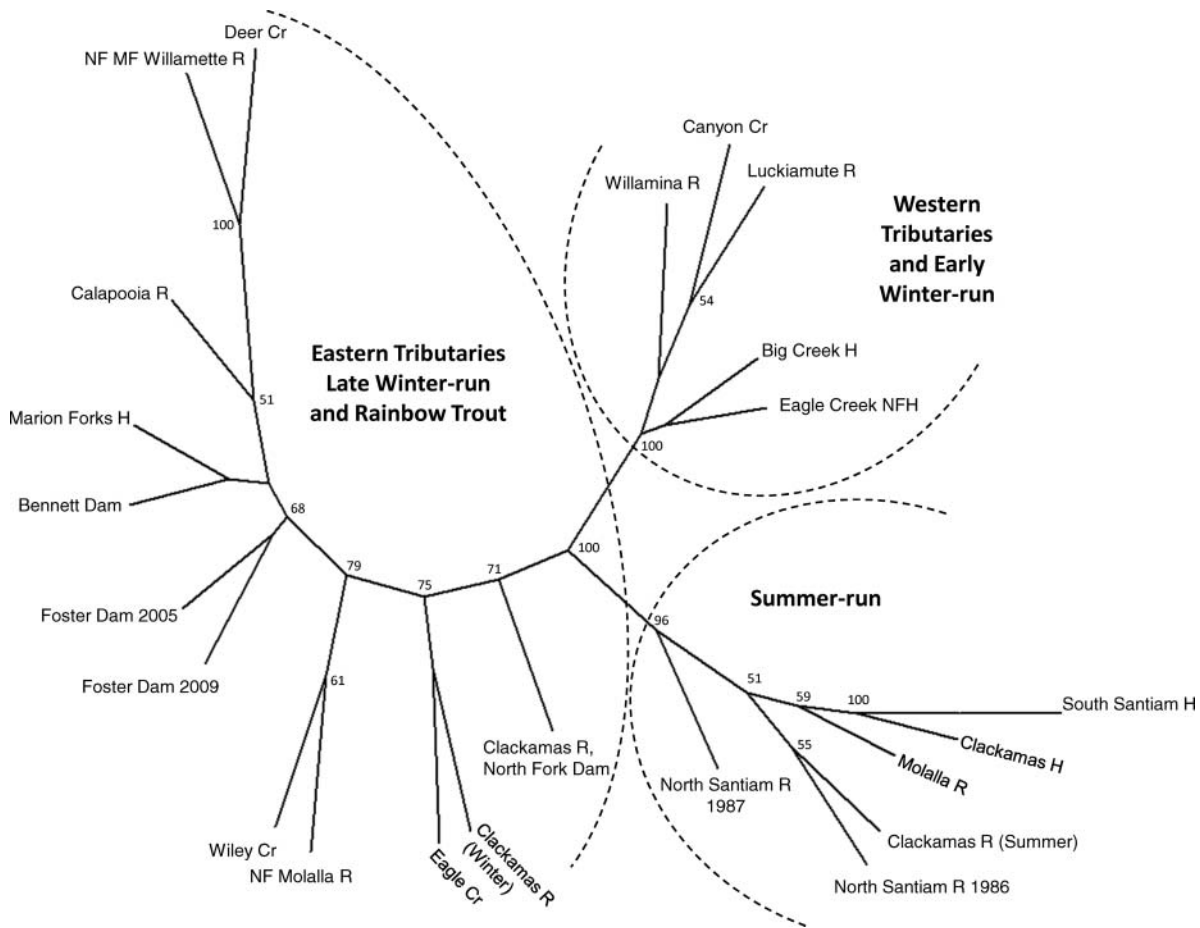 Deer Cr
NF MF Willamette R
100
Calapooia R
51
Marion Forks H
Bennett Dam
68
Foster Dam 2005
Foster Dam 2009
79
61
Wiley Cr
NF Molalla R
75
Eagle Cr
Clackamas R
(Winter)
71
Clackamas R,
North Fork Dam
100
Eastern Tributaries
Late Winter-run
and Rainbow Trout
Canyon Cr
Willamina R
Luckiamute R
54
Big Creek H
Eagle Creek NFH
100
Western
Tributaries
and Early
Winter-run
Summer-run
96
North Santiam R
1987
51
59
100
South Santiam H
Clackamas H
Molalla R
55
Clackamas R (Summer)
North Santiam R 1986